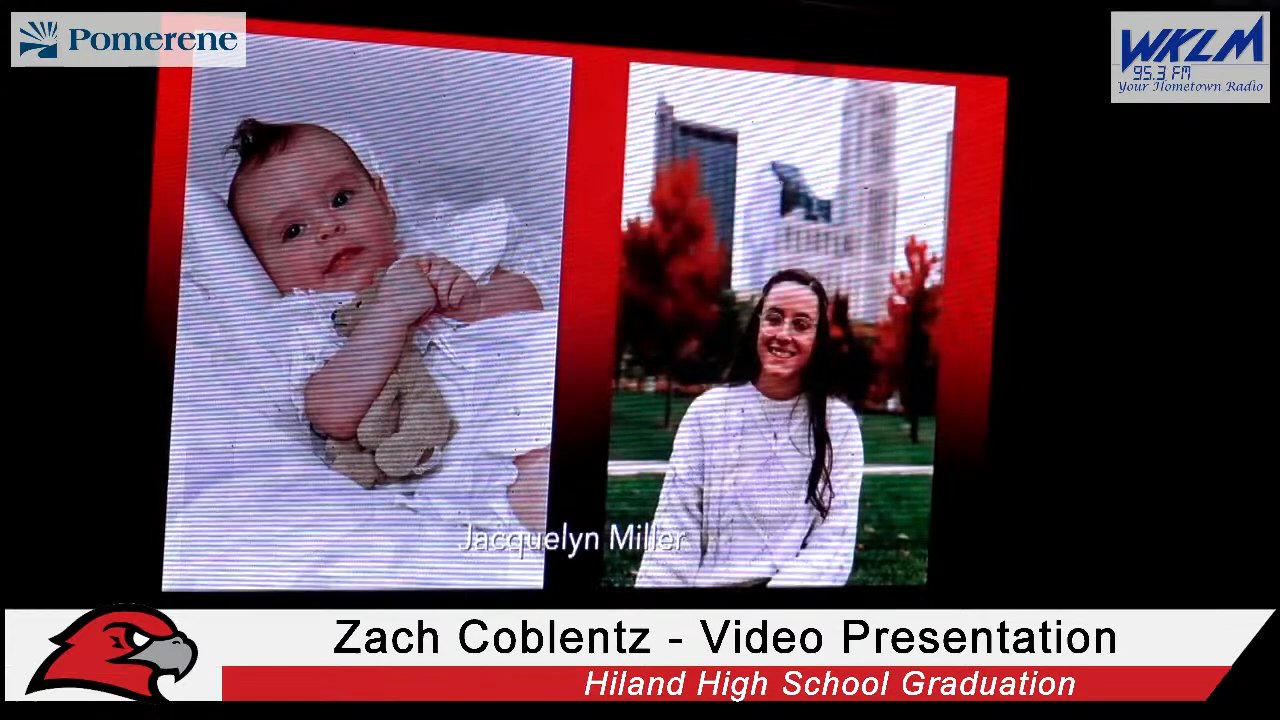 Pomerene
WKLM
95.3 FM
Your Hometown Radio
Jacquelyn Miller
Zach Coblentz - Video Presentation
Hiland High School Graduation